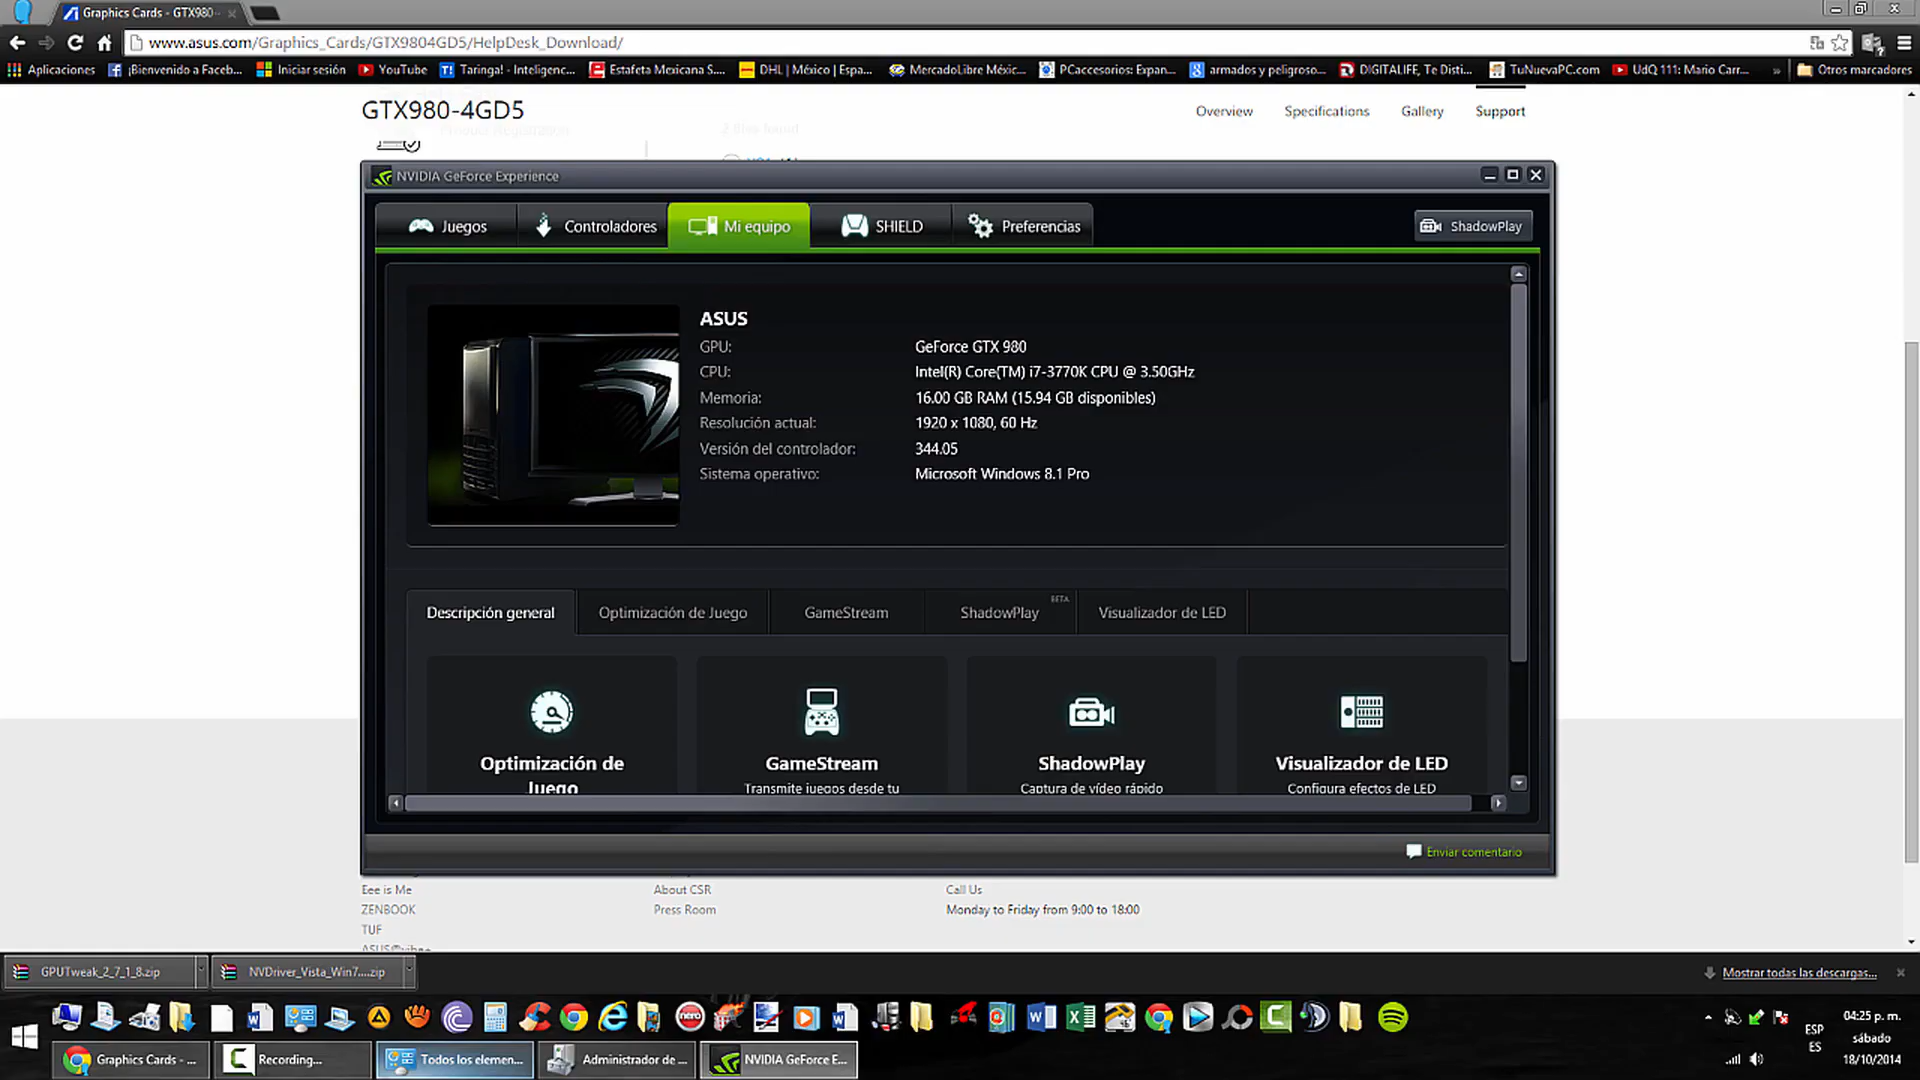 Graphics Cards - GTX980-
www.asus.com/Graphics_Cards/GTX9804GD5/HelpDesk_Download/
Aplicaciones
¡Bienvenido a Faceb...
Iniciar sesión
YouTube
Taringa! - Inteligenc...
Estafeta Mexicana S....
DHL | México | Espa...
MercadoLibre Méxic...
PCaccesorios: Expan...
armados y peligroso...
DIGITALIFE, Te Disti...
TuNuevaPC.com
UdQ 111: Mario Carr...
»
Otros marcadores
GTX980-4GD5
Overview
Specifications
Gallery
Support
Product Registration
2 files found
NVIDIA GeForce Experience
Juegos
Controladores
Mi equipo
SHIELD
Preferencias
ShadowPlay
ASUS
GPU: GeForce GTX 980
CPU: Intel(R) Core(TM) i7-3770K CPU @ 3.50GHz
Memoria: 16.00 GB RAM (15.94 GB disponibles)
Resolución actual: 1920 x 1080, 60 Hz
Versión del controlador: 344.05
Sistema operativo: Microsoft Windows 8.1 Pro
Descripción general
Optimización de Juego
GameStream
ShadowPlay
BETA
Visualizador de LED
Optimización de
Juego
GameStream
Transmite juegos desde tu
ShadowPlay
Captura de vídeo rápido
Visualizador de LED
Configura efectos de LED
Enviar comentario
Eee is Me
About CSR
Call Us
ZENBOOK
Press Room
Monday to Friday from 9:00 to 18:00
TUF
GPUTweak_2_7_1_8.zip
NVDriver_Vista_Win7....zip
Mostrar todas las descargas...
ESP
ES
04:25 p. m.
sábado
18/10/2014
Graphics Cards - ...
Recording...
Todos los elemen...
Administrador de ...
NVIDIA GeForce E...